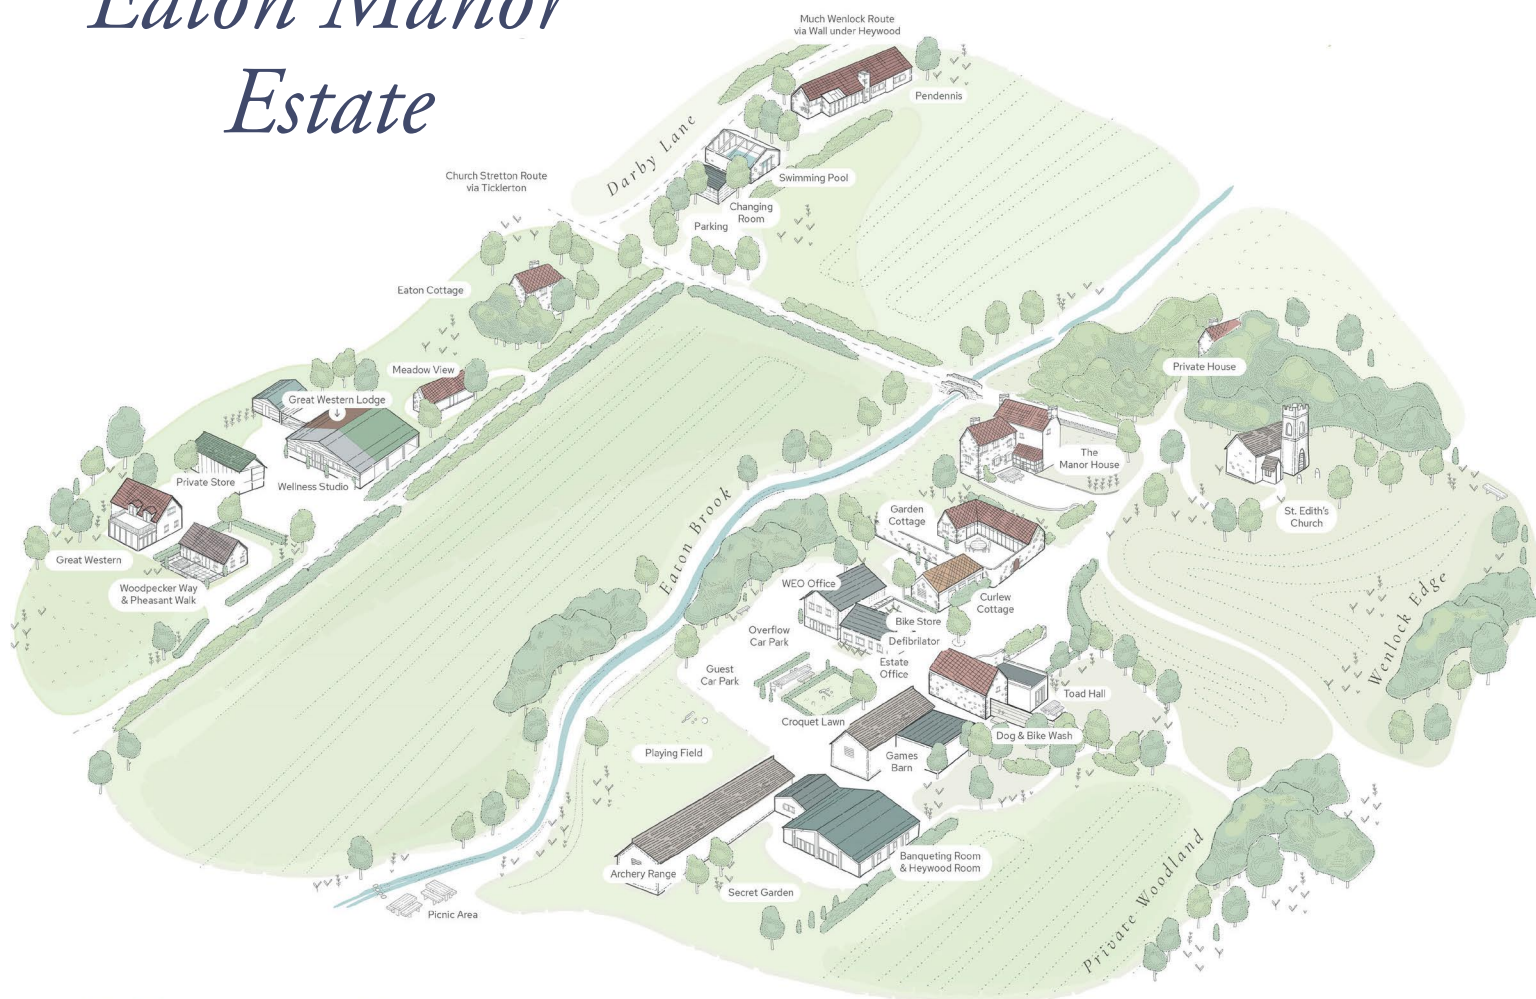 Eaton Manor
Estate
Much Wenlock Route
via Wall under Heywood
Pendennis
Darby Lane
Swimming Pool
Church Stretton Route
via Ticklerton
Changing
Room
Parking
Eaton Cottage
Private House
Meadow View
Great Western Lodge
The
Manor House
Private Store
Wellness Studio
St. Edith's
Church
Garden
Cottage
Eaton Brook
Great Western
Woodpecker Way
& Pheasant Walk
WEO Office
Curlew
Cottage
Bike Store
Overflow
Car Park
Defibrilator
Wenlock Edge
Estate
Office
Guest
Car Park
Toad Hall
Croquet Lawn
Dog & Bike Wash
Playing Field
Games
Barn
Banqueting Room
& Heywood Room
Archery Range
Secret Garden
Private Woodland
Picnic Area